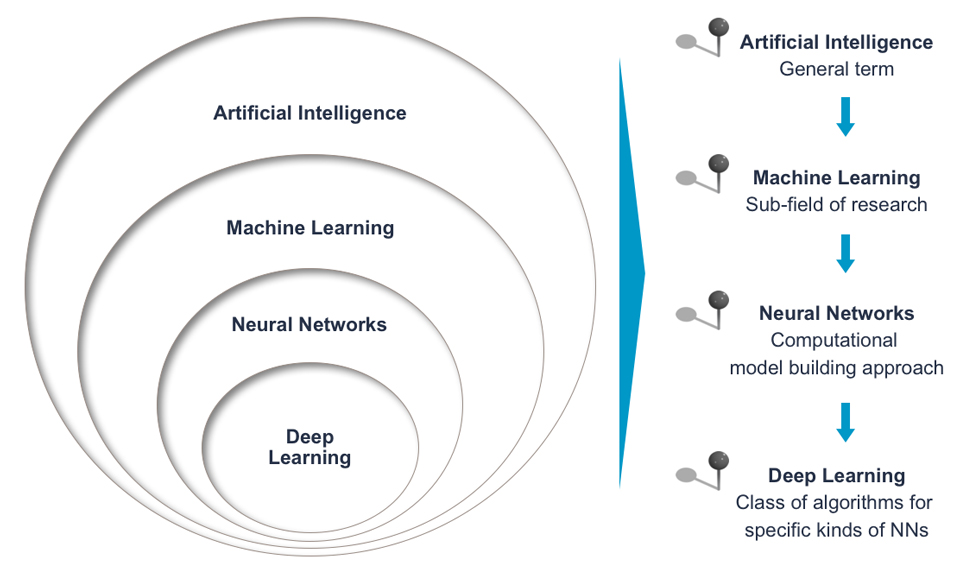 Artificial Intelligence
Machine Learning
Neural Networks
Deep
Learning
Artificial Intelligence
General term
Machine Learning
Sub-field of research
Neural Networks
Computational
model building approach
Deep Learning
Class of algorithms for
specific kinds of NNs